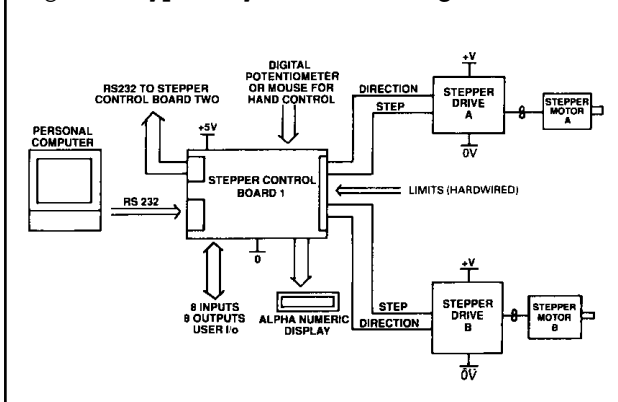 DIGITAL
POTENTIOMETER
OR MOUSE FOR
HAND CONTROL
RS232 TO STEPPER
CONTROL BOARD TWO
PERSONAL
COMPUTER
+5V
RS 232
STEPPER CONTROL
BOARD 1
0
8 INPUTS
8 OUTPUTS
USER I/o
ALPHA NUMERIC
DISPLAY
DIRECTION
STEP
+V
STEPPER
DRIVE
A
0V
STEPPER
MOTOR
A
LIMITS (HARDWIRED)
STEP
DIRECTION
+V
STEPPER
DRIVE
B
0V
STEPPER
MOTOR
B